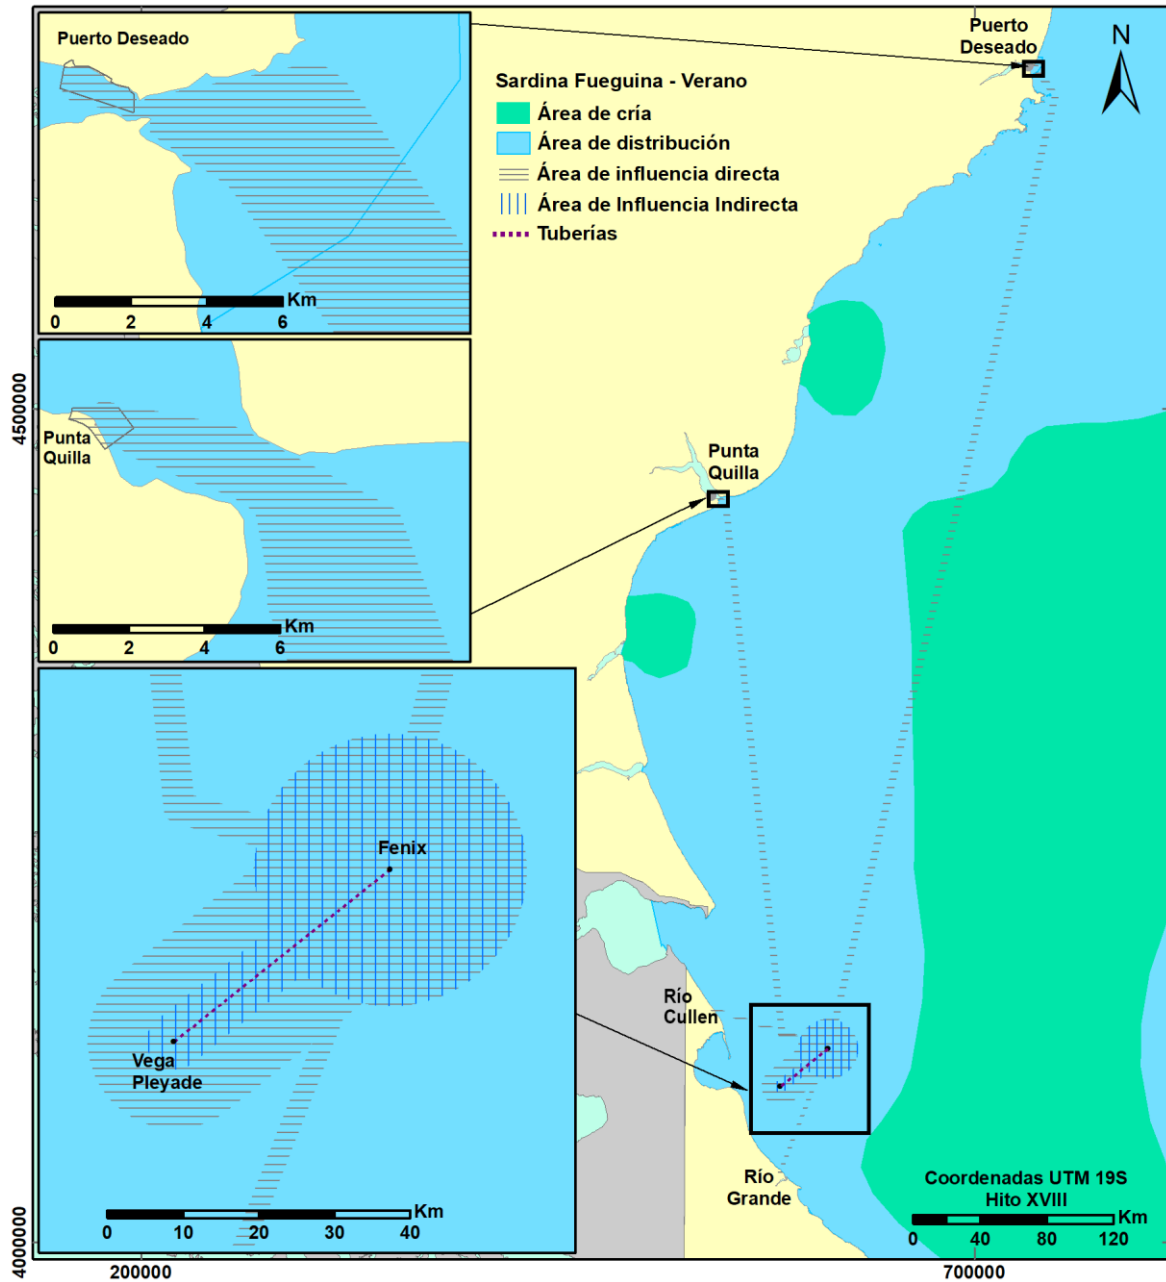 Puerto Deseado
Km
0 2 4 6
Punta
Quilla
Km
0 2 4 6
Fenix
Vega
Pleyade
Km
0 10 20 30 40
Sardina Fueguina - Verano
Área de cría
Área de distribución
Área de influencia directa
Área de Influencia Indirecta
Tuberías
Puerto
Deseado
N
Punta
Quilla
Río
Cullen
Río
Grande
Coordenadas UTM 19S
Hito XVIII
Km
0 40 80 120
4500000
4000000
200000
700000